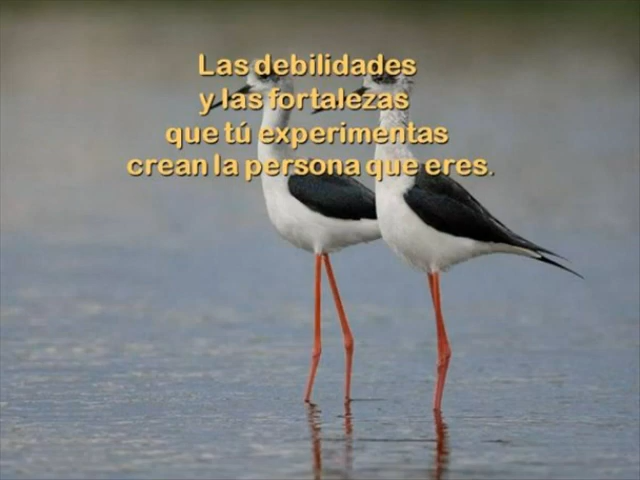 Las debilidades
y las fortalezas
que tú experimentas
crean la persona que eres.